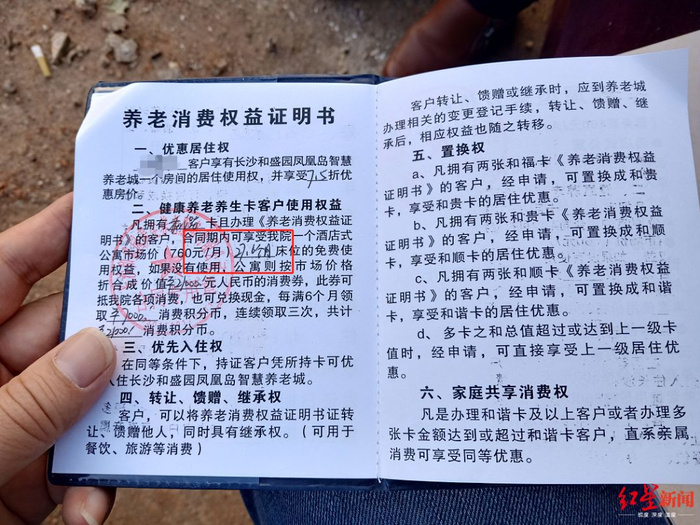 养老消费权益证明书
一、优惠居住权
客户享有长沙和盛园凤凰岛智慧
养老城一个房间的居住使用权，并享受7.5折优
惠房价。
二、健康养老养生卡客户使用权益
凡拥有 卡且办理《养老消费权益证
明书》的客户，合同期内可享受我院一个酒店式
公寓市场价（760元/月） 床位的免费使
用权益，如果没有使用，公寓则按市场价格
折合成价值 元人民币的消费券，此券可
抵我院各项消费，也可兑换现金，每满6个月领
取 消费积分币，连续领取三次，共计
消费积分币。
三、优先入住权
在同等条件下，持证客户凭所持卡可优
入住长沙和盛园凤凰岛智慧养老城。
四、转让、馈赠、继承权
客户，可以将养老消费权益证明书证转
让、馈赠他人，同时具有继承权。（可用于
餐饮、旅游等消费）
客户转让、馈赠或继承时，应到养老城
办理相关的变更登记手续，转让、馈赠、继
承后，相应权益也随之转移。
五、置换权
a、凡拥有两张和福卡《养老消费权益
证明书》的客户，经申请，可置换成和贵
卡，享受和贵卡的居住优惠。
b、凡拥有两张和贵卡《养老消费权益
证明书》的客户，经申请，可置换成和顺
卡，享受和顺卡的居住优惠。
c、凡拥有两张和顺卡《养老消费权益
证明书》的客户，经申请，可置换成和谐
卡，享受和谐卡的居住优惠。
d、多卡之和总值超过或达到上一级卡
值时，经申请，可直接享受上一级居住优
惠。
六、家庭共享消费权
凡是办理和谐卡及以上客户或者办理多
张卡金额达到或超过和谐卡客户，直系亲属
消费可享受同等优惠。
红星新闻